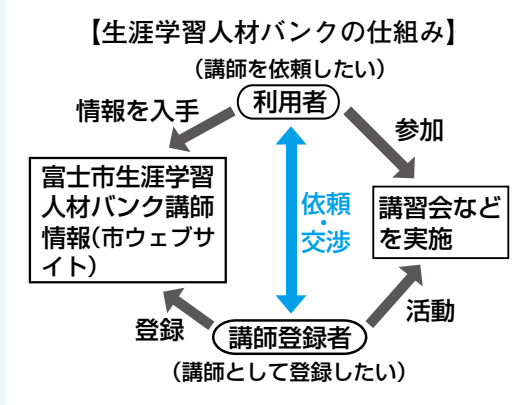 【生涯学習人材バンクの仕組み】
（講師を依頼したい）
利用者
情報を入手
参加
富士市生涯学習
人材バンク講師
情報（市ウェブサ
イト）
依頼
・
交渉
講習会など
を実施
登録
活動
講師登録者
（講師として登録したい）